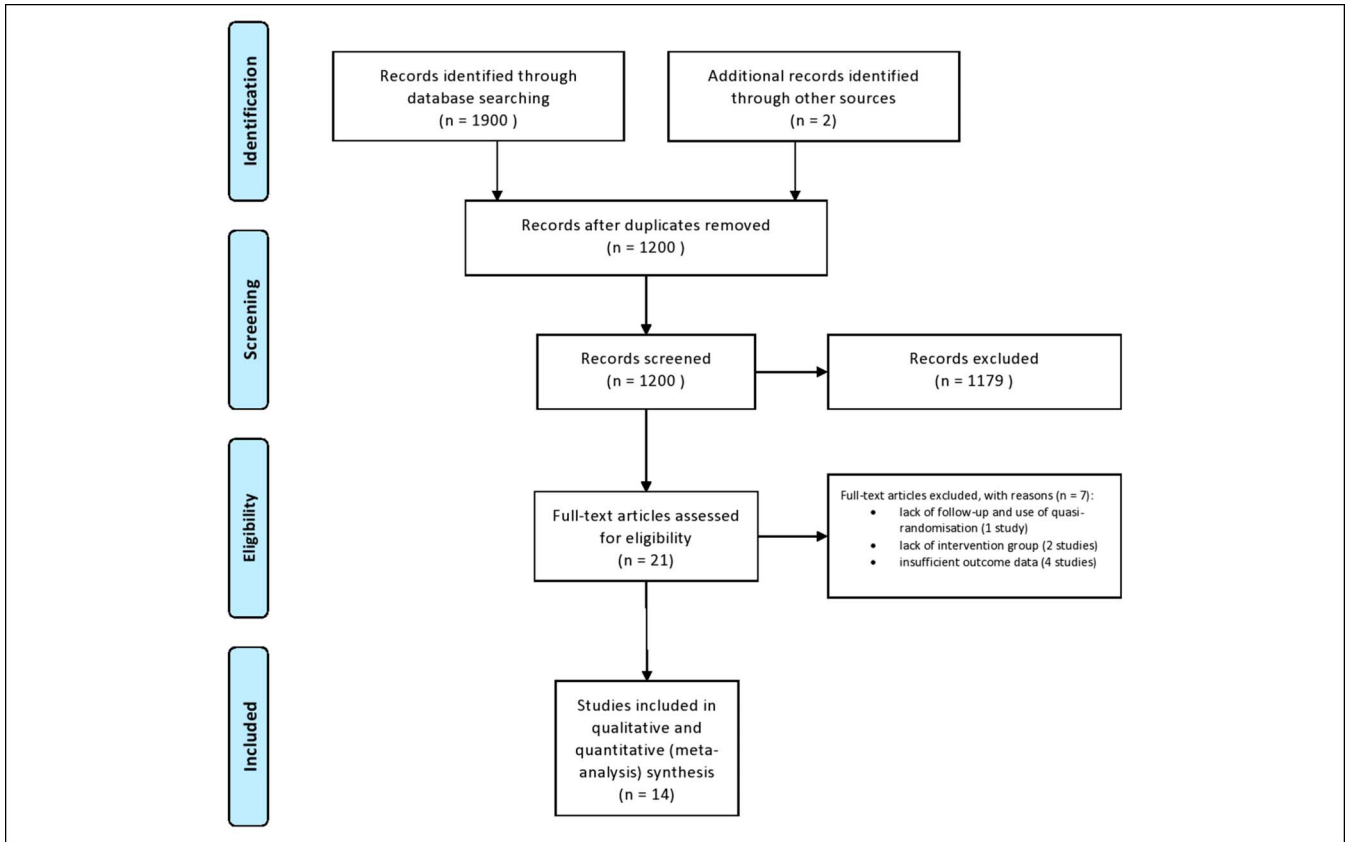 Identification
Records identified through
database searching
(n = 1900 )
Additional records identified
through other sources
(n = 2)
Records after duplicates removed
(n = 1200 )
Screening
Records screened
(n = 1200 )
Records excluded
(n = 1179 )
Eligibility
Full-text articles assessed
for eligibility
(n = 21)
Full-text articles excluded, with reasons (n = 7):
• lack of follow-up and use of quasi-
randomisation (1 study)
• lack of intervention group (2 studies)
• insufficient outcome data (4 studies)
Included
Studies included in
qualitative and
quantitative (meta-
analysis) synthesis
(n = 14)